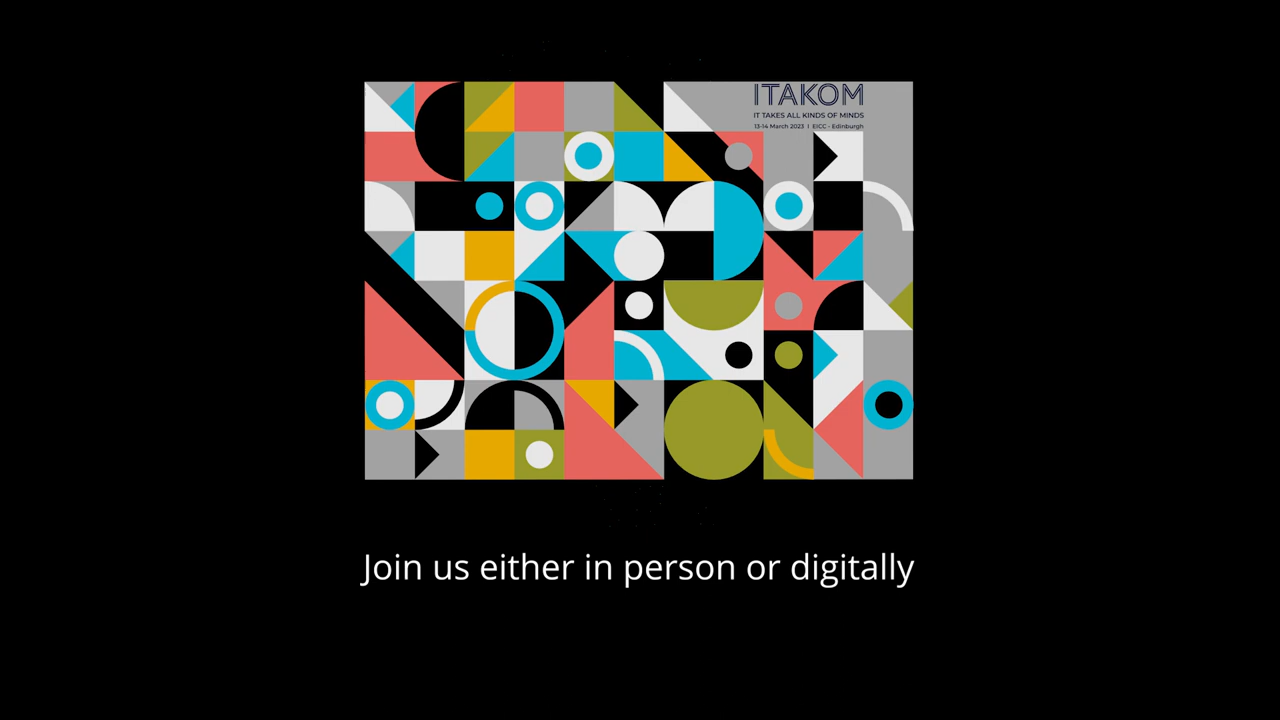 ITAKOM
IT TAKES ALL KINDS OF MINDS
13-14 March 2023 I EICC - Edinburgh
Join us either in person or digitally